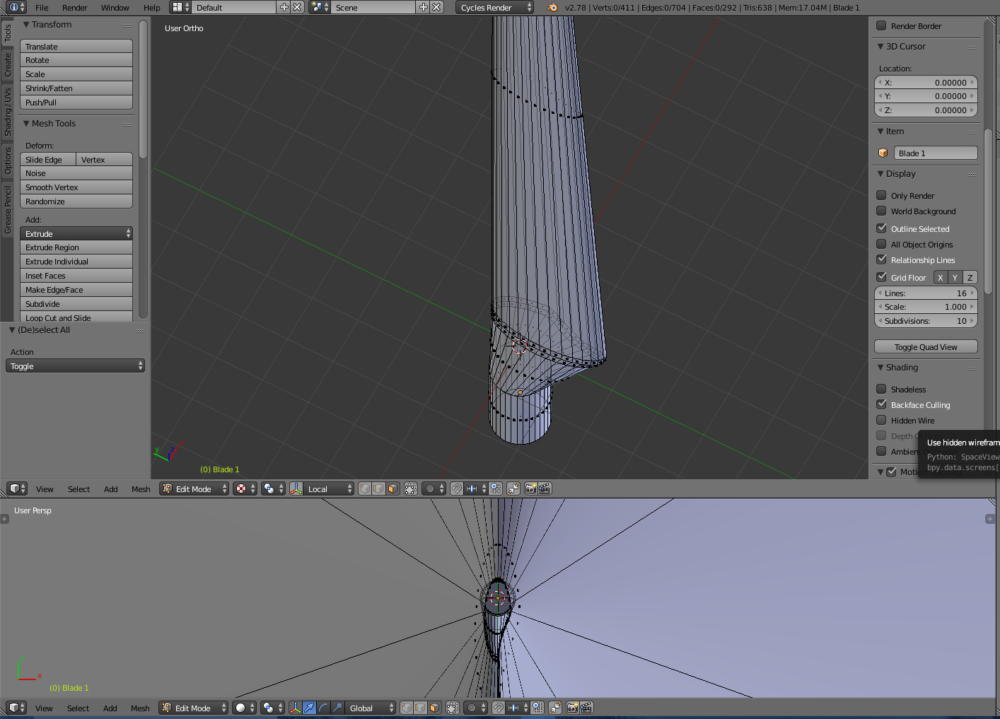 File Render Window Help Default Scene Cycles Render v2.78 | Verts:0/411 | Edges:0/704 | Faces:0/292 | Tris:638 | Mem:17.04M | Blade 1
Tools
Create
Shading / UVs
Options
Grease Pencil
Transform
Translate
Rotate
Scale
Shrink/Fatten
Push/Pull
Mesh Tools
Deform:
Slide Edge Vertex
Noise
Smooth Vertex
Randomize
Add:
Extrude
Extrude Region
Extrude Individual
Inset Faces
Make Edge/Face
Subdivide
Loop Cut and Slide
(De)select All
Action
Toggle
User Ortho
y z x
(0) Blade 1
Render Border
3D Cursor
Location:
X: 0.00000
Y: 0.00000
Z: 0.00000
Item
Blade 1
Display
Only Render
World Background
Outline Selected
All Object Origins
Relationship Lines
Grid Floor X Y Z
Lines: 16
Scale: 1.000
Subdivisions: 10
Toggle Quad View
Shading
Shadeless
Backface Culling
Hidden Wire
Depth
Ambien
Use hidden wirefram
Python: SpaceView
bpy.data.screens[
View Select Add Mesh Edit Mode Local
User Persp
y
x
(0) Blade 1
View Select Add Mesh Edit Mode Global